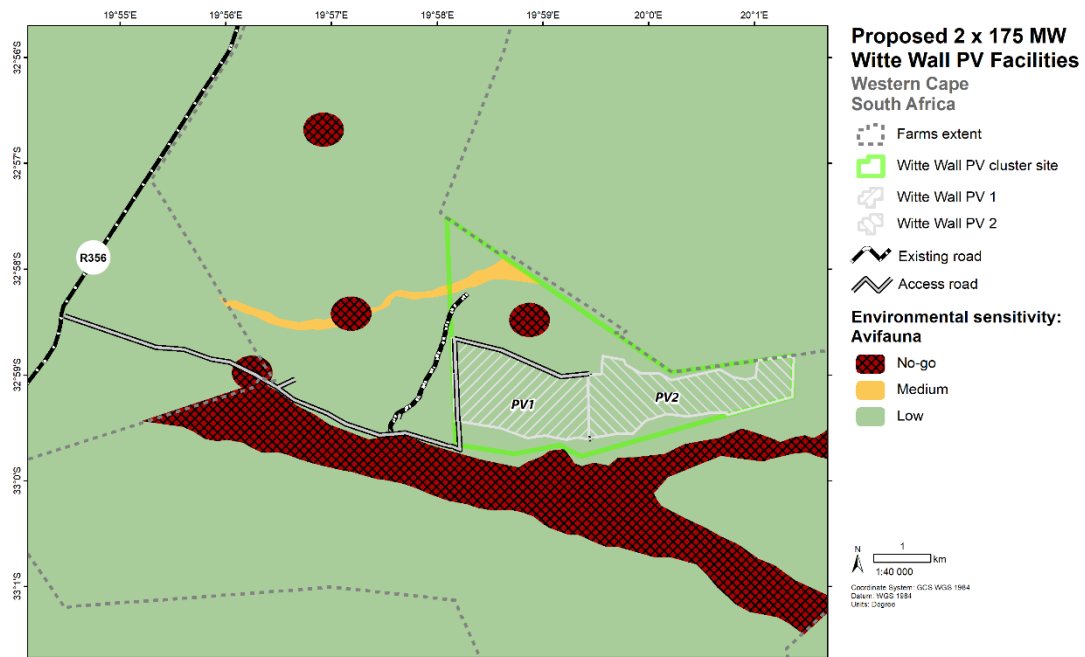 19°55'E 19°56'E 19°57'E 19°58'E 19°59'E 20°0'E 20°1'E
32°56'S
32°57'S
32°58'S
32°59'S
33°0'S
33°1'S
R356
PV1
PV2
Proposed 2 x 175 MW
Witte Wall PV Facilities
Western Cape
South Africa
Farms extent
Witte Wall PV cluster site
Witte Wall PV 1
Witte Wall PV 2
Existing road
Access road
Environmental sensitivity:
Avifauna
No-go
Medium
Low
N
1
km
1:40 000
Coordinate System: GCS WGS 1984
Datum: WGS 1984
Units: Degree